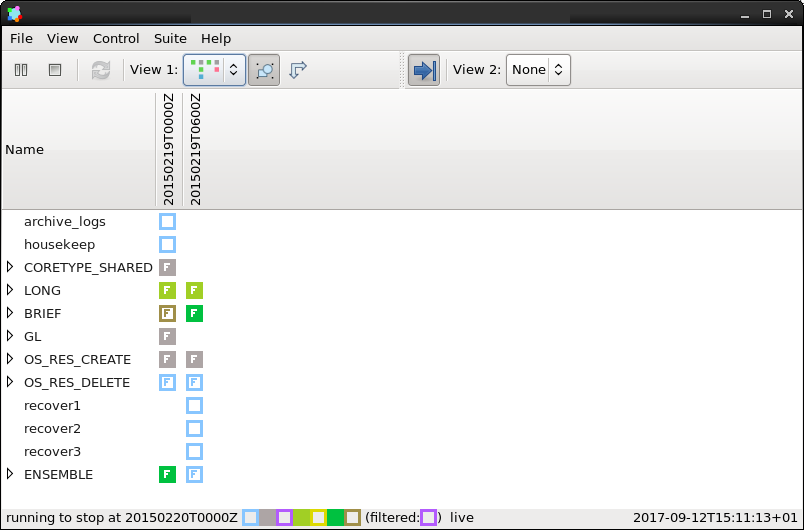 File View Control Suite Help
View 1: View 2: None
Name 20150219T0000Z 20150219T0600Z
archive_logs
housekeep
CORETYPE_SHARED F
LONG F F
BRIEF F F
GL F
OS_RES_CREATE F F
OS_RES_DELETE F F
recover1
recover2
recover3
ENSEMBLE F F
running to stop at 20150220T0000Z (filtered: ) live 2017-09-12T15:11:13+01